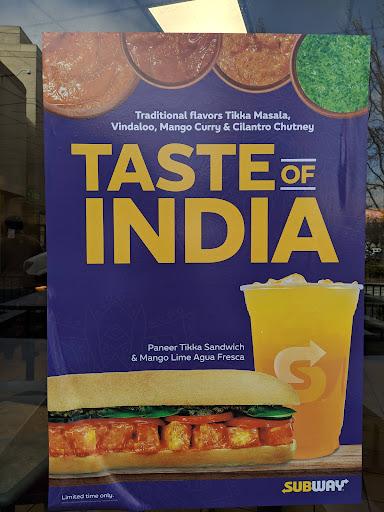 Traditional flavors Tikka Masala,
Vindaloo, Mango Curry & Cilantro Chutney
TASTE OF
INDIA
Paneer Tikka Sandwich
& Mango Lime Agua Fresca
S
Limited time only.
SUBWAY